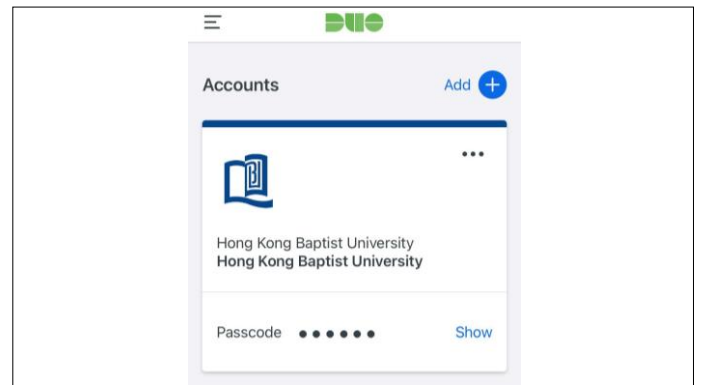 DUO
Accounts
Add
Hong Kong Baptist University
Hong Kong Baptist University
Passcode ●●●●●●
Show